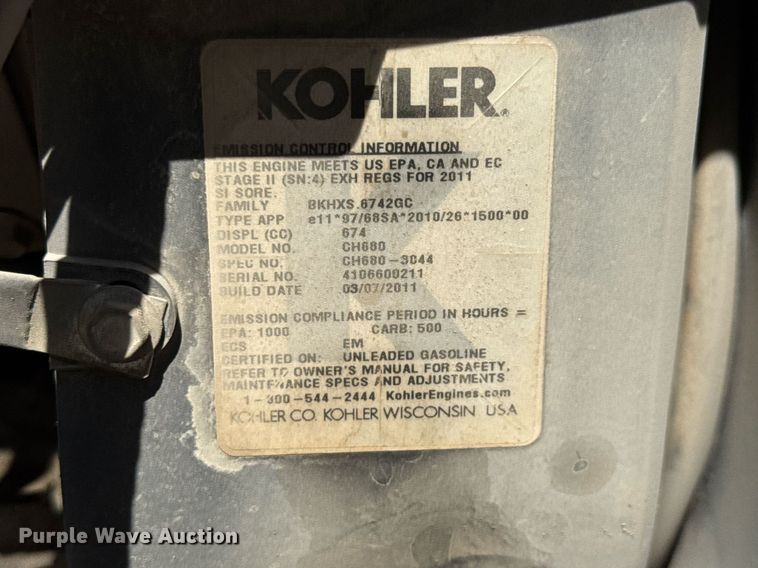 KOHLER®
EMISSION CONTROL INFORMATION
THIS ENGINE MEETS US EPA, CA AND EC
STAGE II (SN:4) EXH REGS FOR 2011
SI SORE.
FAMILY BKHXS.6742GC
TYPE APP e11*97/68SA*2010/26*1500*00
DISPL (CC) 674
MODEL NO. CH680
SPEC NO. CH680-3044
SERIAL NO. 4106600211
BUILD DATE 03/07/2011
EMISSION COMPLIANCE PERIOD IN HOURS =
EPA: 1000 CARB: 500
ECS EM
CERTIFIED ON: UNLEADED GASOLINE
REFER TO OWNER'S MANUAL FOR SAFETY,
MAINTENANCE SPECS AND ADJUSTMENTS
1-800-544-2444 KohlerEngines.com
KOHLER CO. KOHLER WISCONSIN USA
Purple Wave Auction